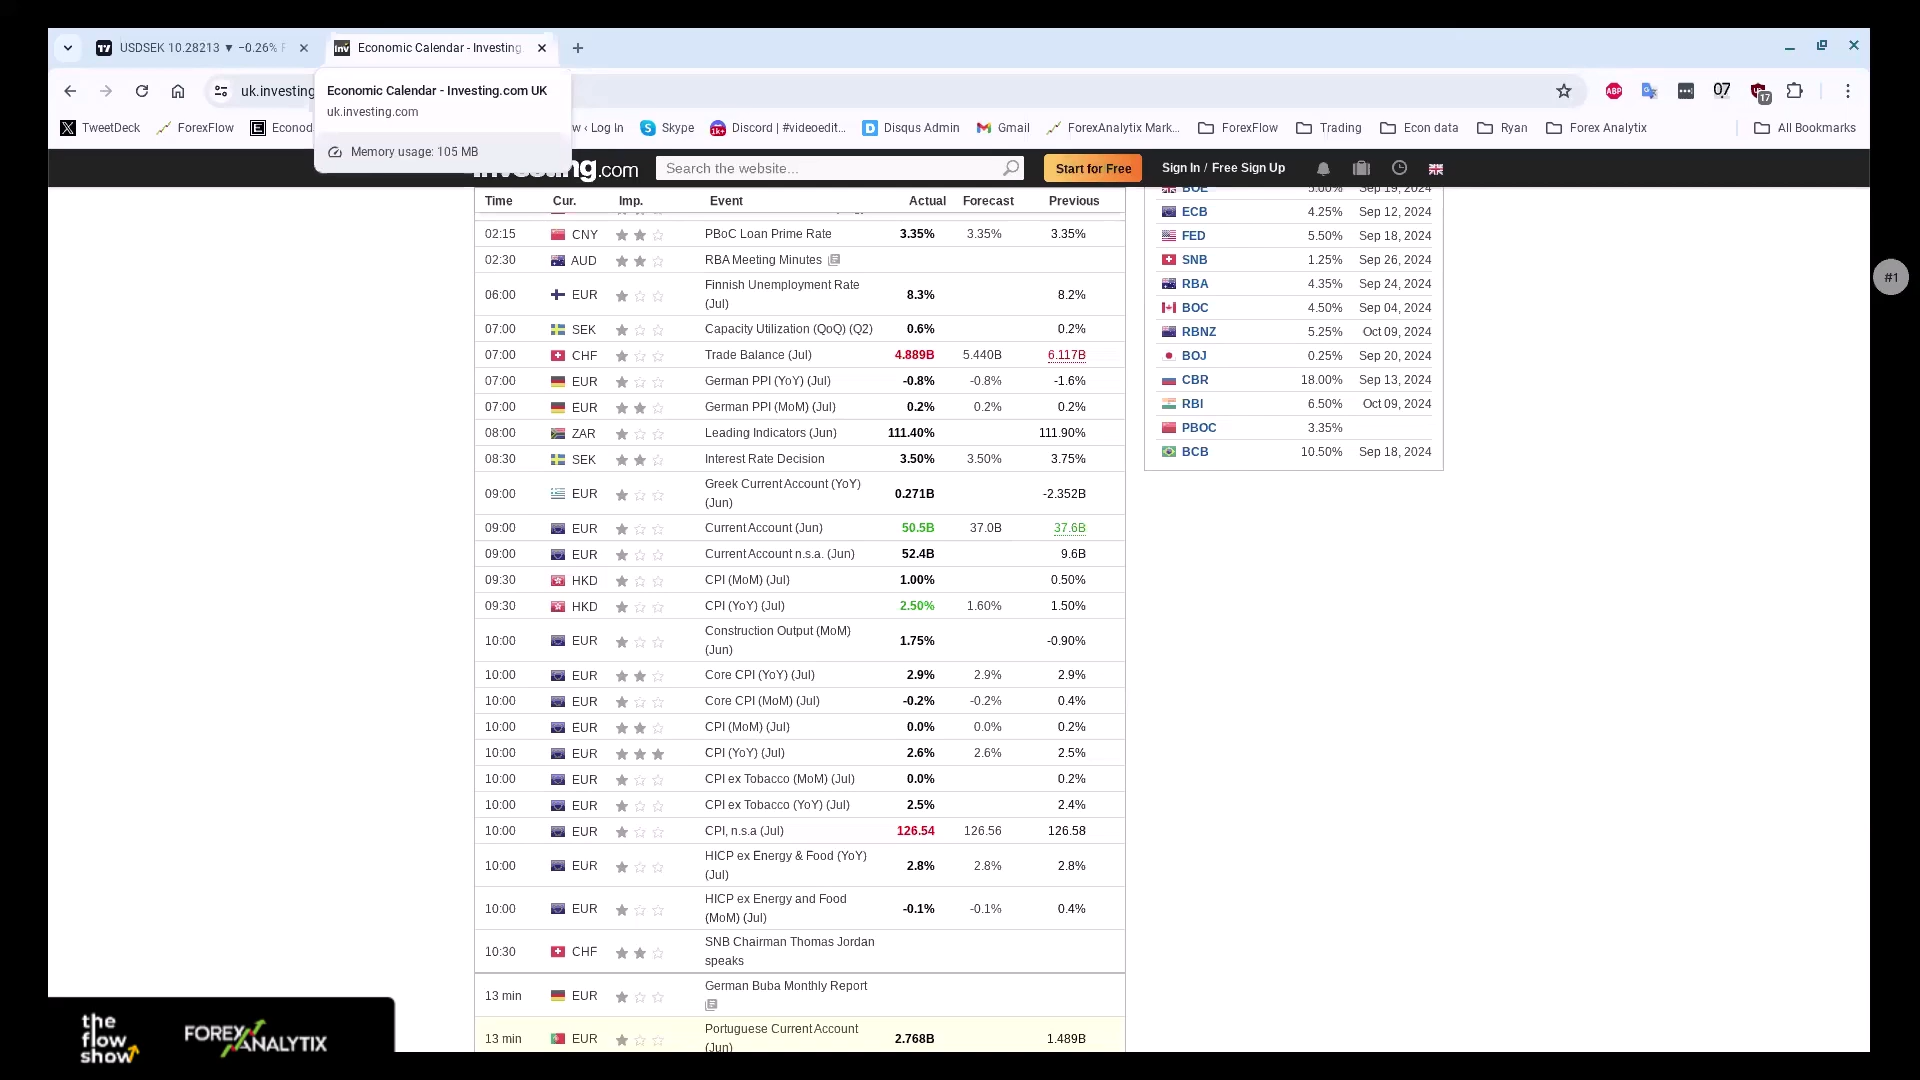 USDSEK 10.28213 ▼ −0.26%
Economic Calendar - Investing.
uk.investing
Economic Calendar - Investing.com UK
uk.investing.com
Memory usage: 105 MB
ABP
07
17
TweetDeck
ForexFlow
Econod
w ‹ Log In
Skype
1k+
Discord | #videoedit...
Disqus Admin
Gmail
ForexAnalytix Mark...
ForexFlow
Trading
Econ data
Ryan
Forex Analytix
All Bookmarks
Investing.com
Search the website...
Start for Free
Sign In / Free Sign Up
#1
Time Cur. Imp. Event Actual Forecast Previous
02:15 CNY PBoC Loan Prime Rate 3.35% 3.35% 3.35%
02:30 AUD RBA Meeting Minutes
06:00 EUR Finnish Unemployment Rate
(Jul) 8.3% 8.2%
07:00 SEK Capacity Utilization (QoQ) (Q2) 0.6% 0.2%
07:00 CHF Trade Balance (Jul) 4.889B 5.440B 6.117B
07:00 EUR German PPI (YoY) (Jul) -0.8% -0.8% -1.6%
07:00 EUR German PPI (MoM) (Jul) 0.2% 0.2% 0.2%
08:00 ZAR Leading Indicators (Jun) 111.40% 111.90%
08:30 SEK Interest Rate Decision 3.50% 3.50% 3.75%
09:00 EUR Greek Current Account (YoY)
(Jun) 0.271B -2.352B
09:00 EUR Current Account (Jun) 50.5B 37.0B 37.6B
09:00 EUR Current Account n.s.a. (Jun) 52.4B 9.6B
09:30 HKD CPI (MoM) (Jul) 1.00% 0.50%
09:30 HKD CPI (YoY) (Jul) 2.50% 1.60% 1.50%
10:00 EUR Construction Output (MoM)
(Jun) 1.75% -0.90%
10:00 EUR Core CPI (YoY) (Jul) 2.9% 2.9% 2.9%
10:00 EUR Core CPI (MoM) (Jul) -0.2% -0.2% 0.4%
10:00 EUR CPI (MoM) (Jul) 0.0% 0.0% 0.2%
10:00 EUR CPI (YoY) (Jul) 2.6% 2.6% 2.5%
10:00 EUR CPI ex Tobacco (MoM) (Jul) 0.0% 0.2%
10:00 EUR CPI ex Tobacco (YoY) (Jul) 2.5% 2.4%
10:00 EUR CPI, n.s.a (Jul) 126.54 126.56 126.58
10:00 EUR HICP ex Energy & Food (YoY)
(Jul) 2.8% 2.8% 2.8%
10:00 EUR HICP ex Energy and Food
(MoM) (Jul) -0.1% -0.1% 0.4%
10:30 CHF SNB Chairman Thomas Jordan
speaks
13 min EUR German Buba Monthly Report
13 min EUR Portuguese Current Account
(Jun) 2.768B 1.489B
BOE 5.00% Sep 19, 2024
ECB 4.25% Sep 12, 2024
FED 5.50% Sep 18, 2024
SNB 1.25% Sep 26, 2024
RBA 4.35% Sep 24, 2024
BOC 4.50% Sep 04, 2024
RBNZ 5.25% Oct 09, 2024
BOJ 0.25% Sep 20, 2024
CBR 18.00% Sep 13, 2024
RBI 6.50% Oct 09, 2024
PBOC 3.35%
BCB 10.50% Sep 18, 2024
the
flow
show
FOREX ANALYTIX